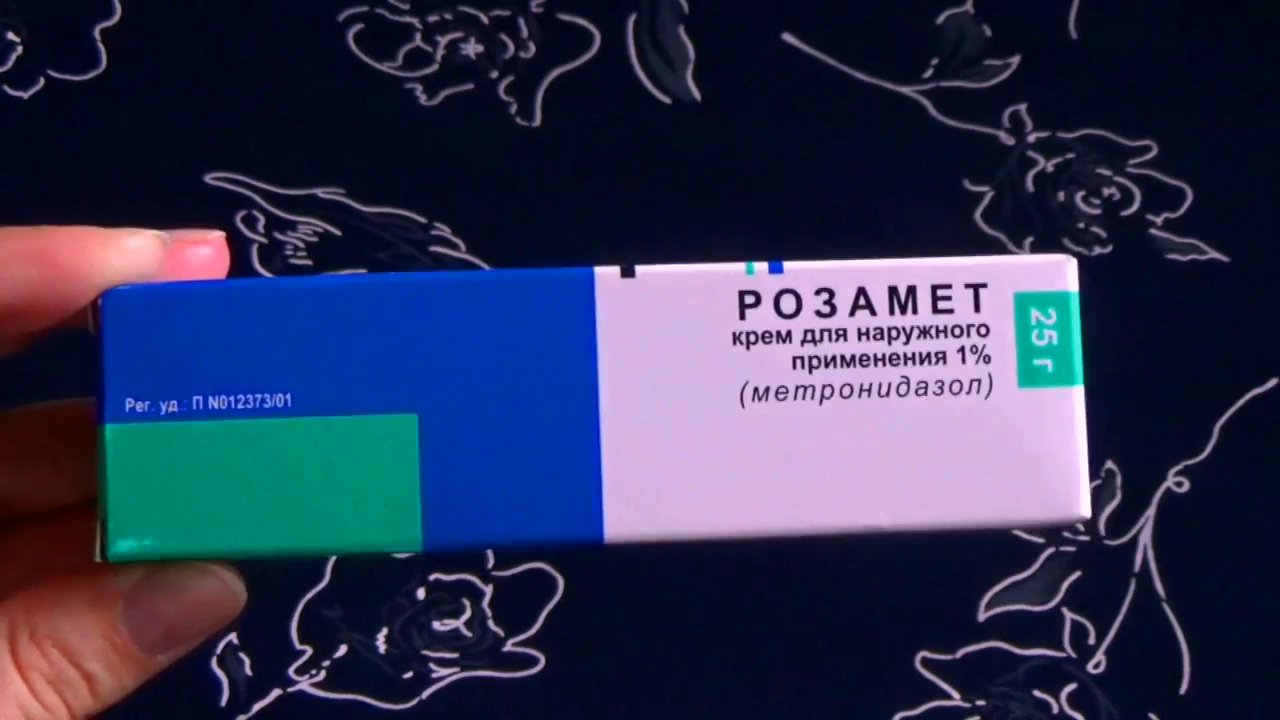 РОЗАМЕТ
крем для наружного
применения 1%
(метронидазол)
25 г
Рег. уд.: П N012373/01